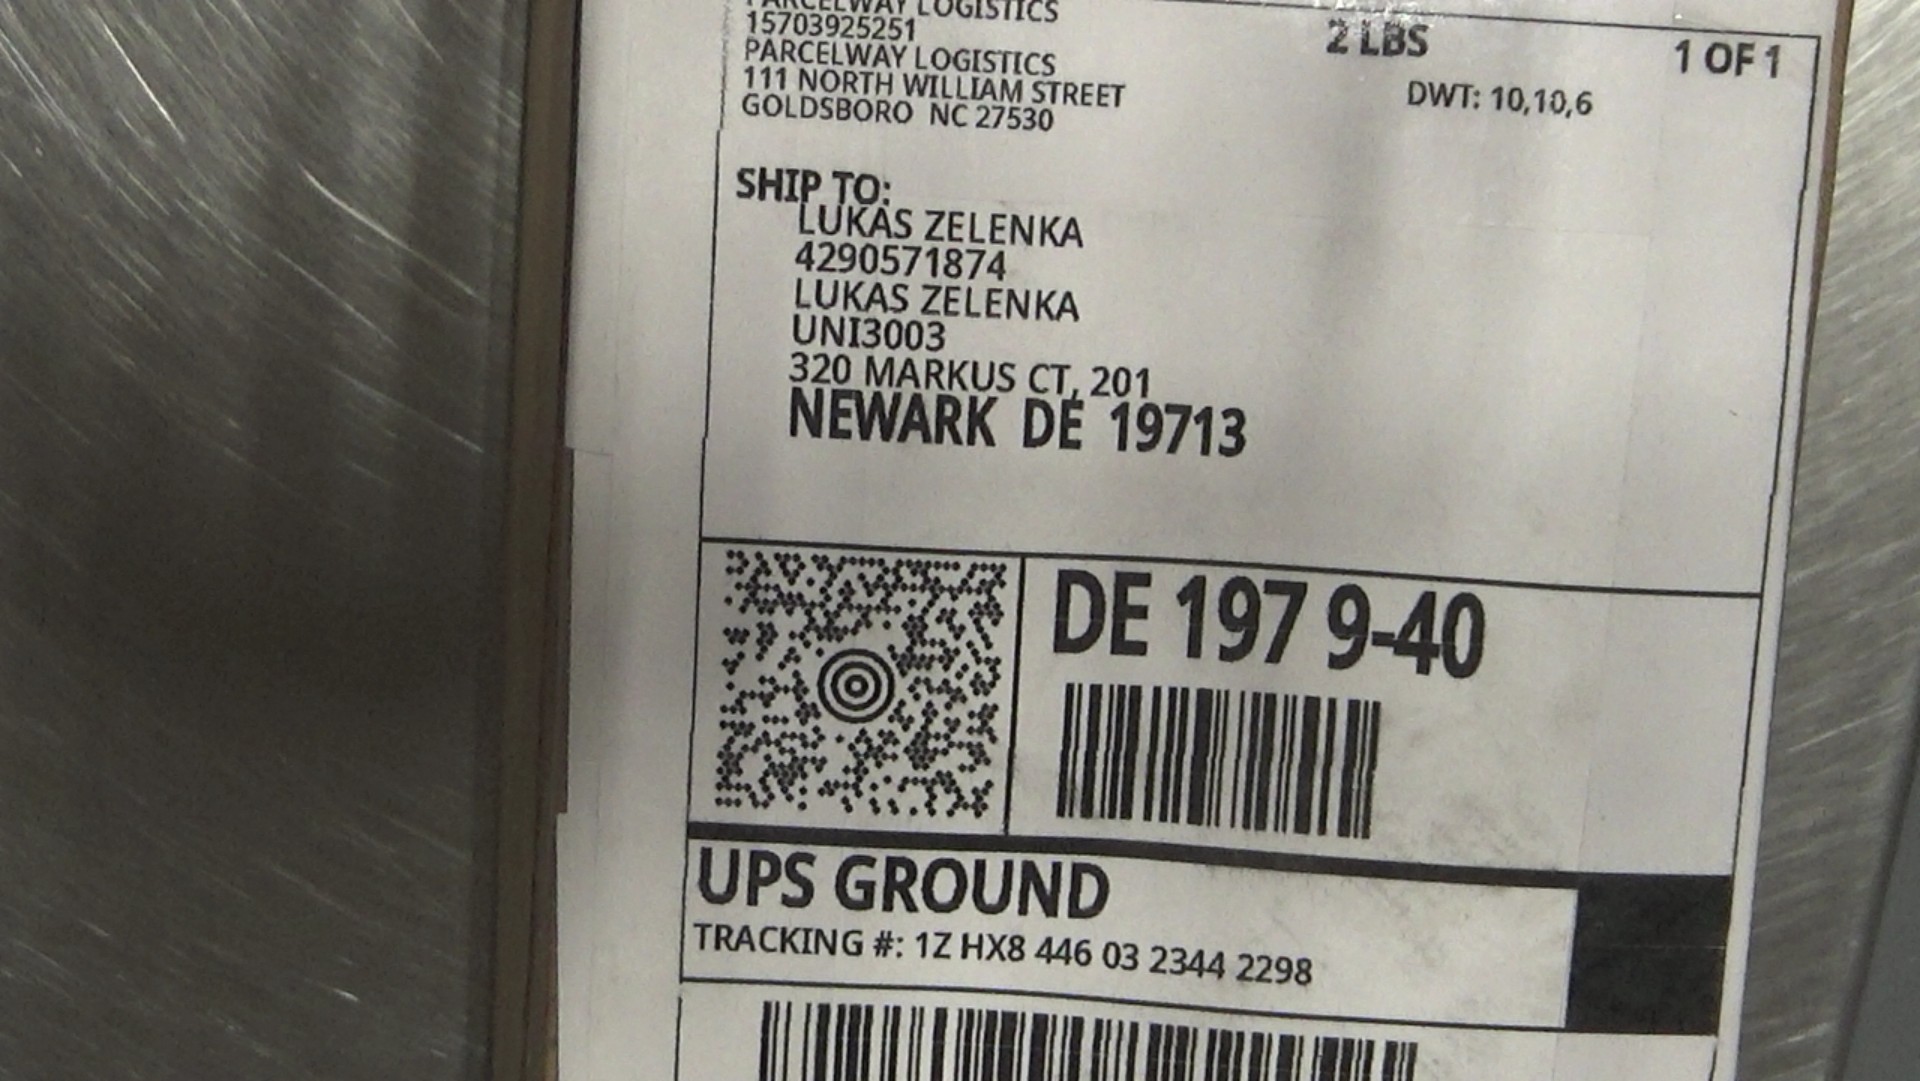 PARCELWAY LOGISTICS
15703925251
PARCELWAY LOGISTICS
111 NORTH WILLIAM STREET
GOLDSBORO NC 27530
2 LBS
1 OF 1
DWT: 10,10,6
SHIP TO:
LUKAS ZELENKA
4290571874
LUKAS ZELENKA
UNI3003
320 MARKUS CT, 201
NEWARK DE 19713
DE 197 9-40
UPS GROUND
TRACKING #: 1Z HX8 446 03 2344 2298